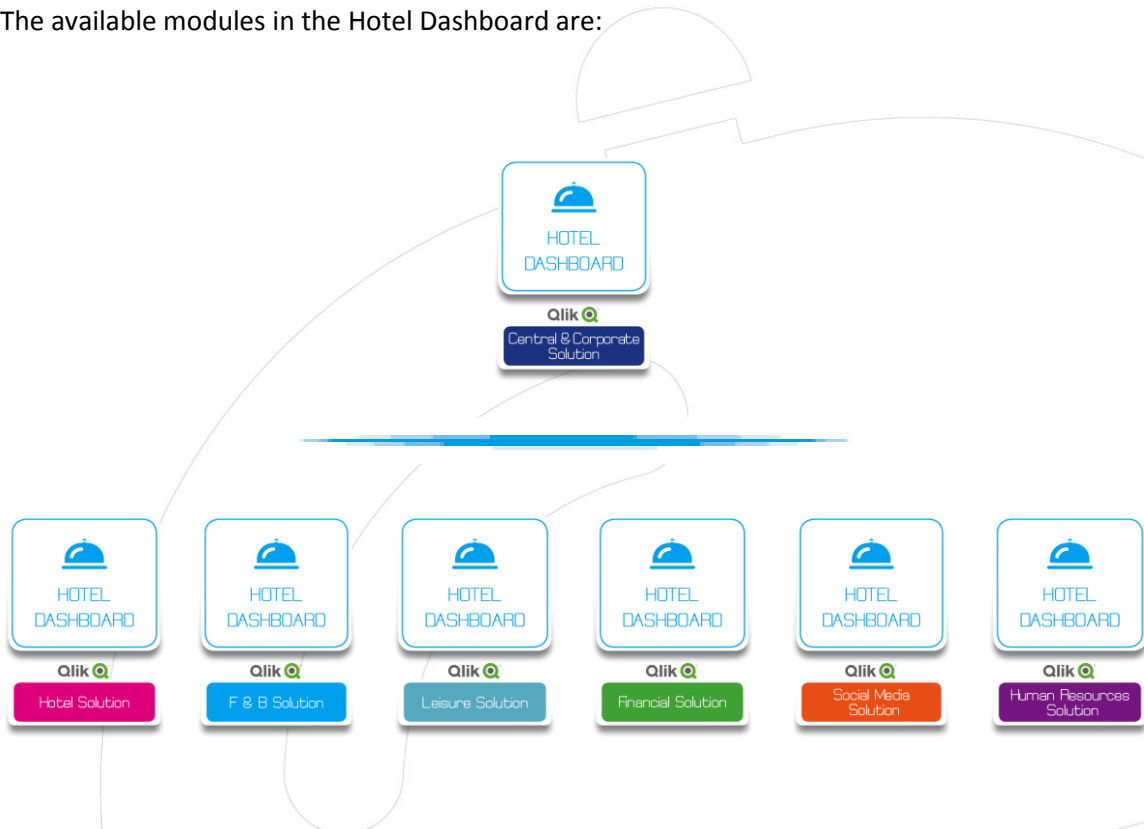 The available modules in the Hotel Dashboard are:
HOTEL
DASHBOARD
Qlik
Central & Corporate
Solution
HOTEL
DASHBOARD
Qlik
Hotel Solution
HOTEL
DASHBOARD
Qlik
F & B Solution
HOTEL
DASHBOARD
Qlik
Leisure Solution
HOTEL
DASHBOARD
Qlik
Financial Solution
HOTEL
DASHBOARD
Qlik
Social Media
Solution
HOTEL
DASHBOARD
Qlik
Human Resources
Solution